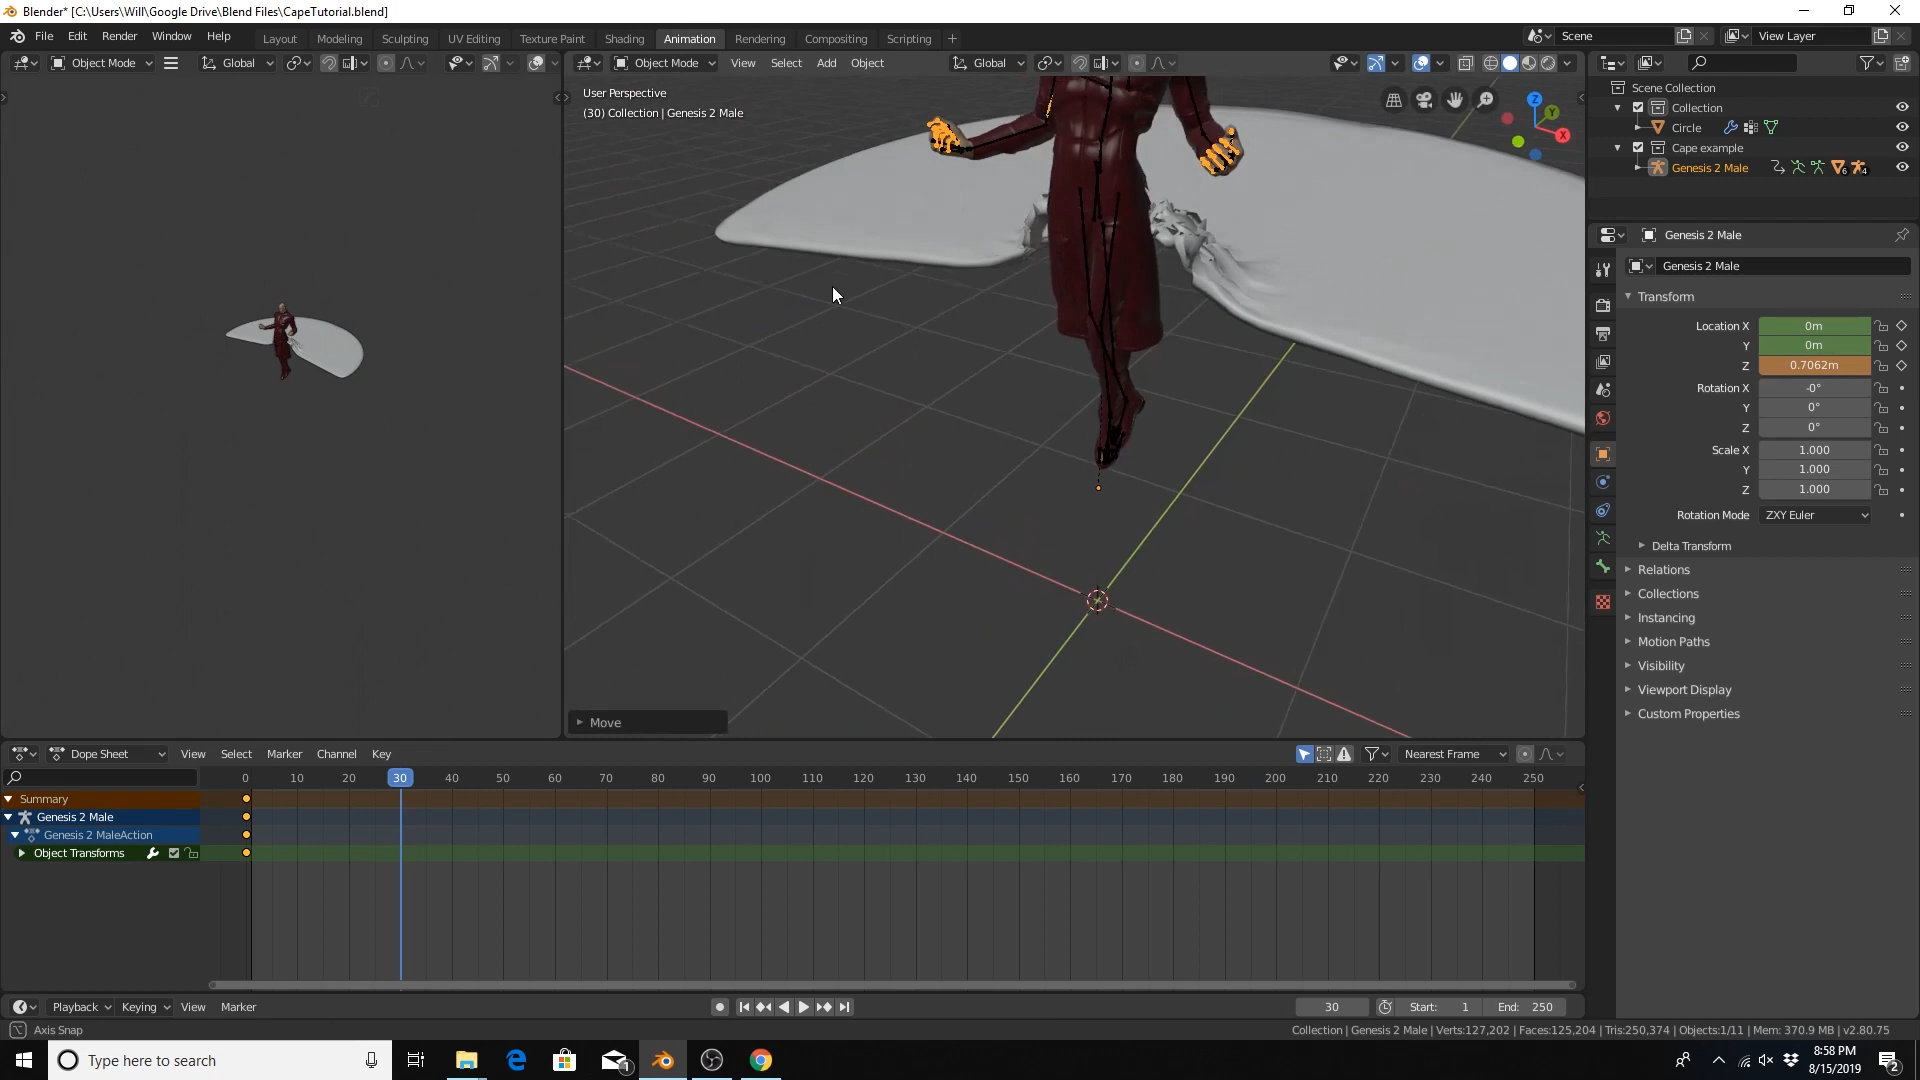 Blender* [C:\Users\Will\Google Drive\Blend Files\CapeTutorial.blend]
File Edit Render Window Help Layout Modeling Sculpting UV Editing Texture Paint Shading Animation Rendering Compositing Scripting + Scene View Layer
Object Mode Global Object Mode View Select Add Object Global
User Perspective
(30) Collection | Genesis 2 Male
Z
Y
X
Scene Collection
Collection
Circle
Cape example
Genesis 2 Male 6 4
Genesis 2 Male
Genesis 2 Male
Transform
Location X 0m
Y 0m
Z 0.7062m
Rotation X -0°
Y 0°
Z 0°
Scale X 1.000
Y 1.000
Z 1.000
Rotation Mode ZXY Euler
Delta Transform
Relations
Collections
Instancing
Motion Paths
Visibility
Viewport Display
Custom Properties
Move
Dope Sheet View Select Marker Channel Key Nearest Frame
0 10 20 30 40 50 60 70 80 90 100 110 120 130 140 150 160 170 180 190 200 210 220 230 240 250
Summary
Genesis 2 Male
Genesis 2 MaleAction
Object Transforms
Playback Keying View Marker 30 Start: 1 End: 250
Axis Snap Collection | Genesis 2 Male | Verts:127,202 | Faces:125,204 | Tris:250,374 | Objects:1/11 | Mem: 370.9 MB | v2.80.75
Type here to search 1 8:58 PM
8/15/2019 2